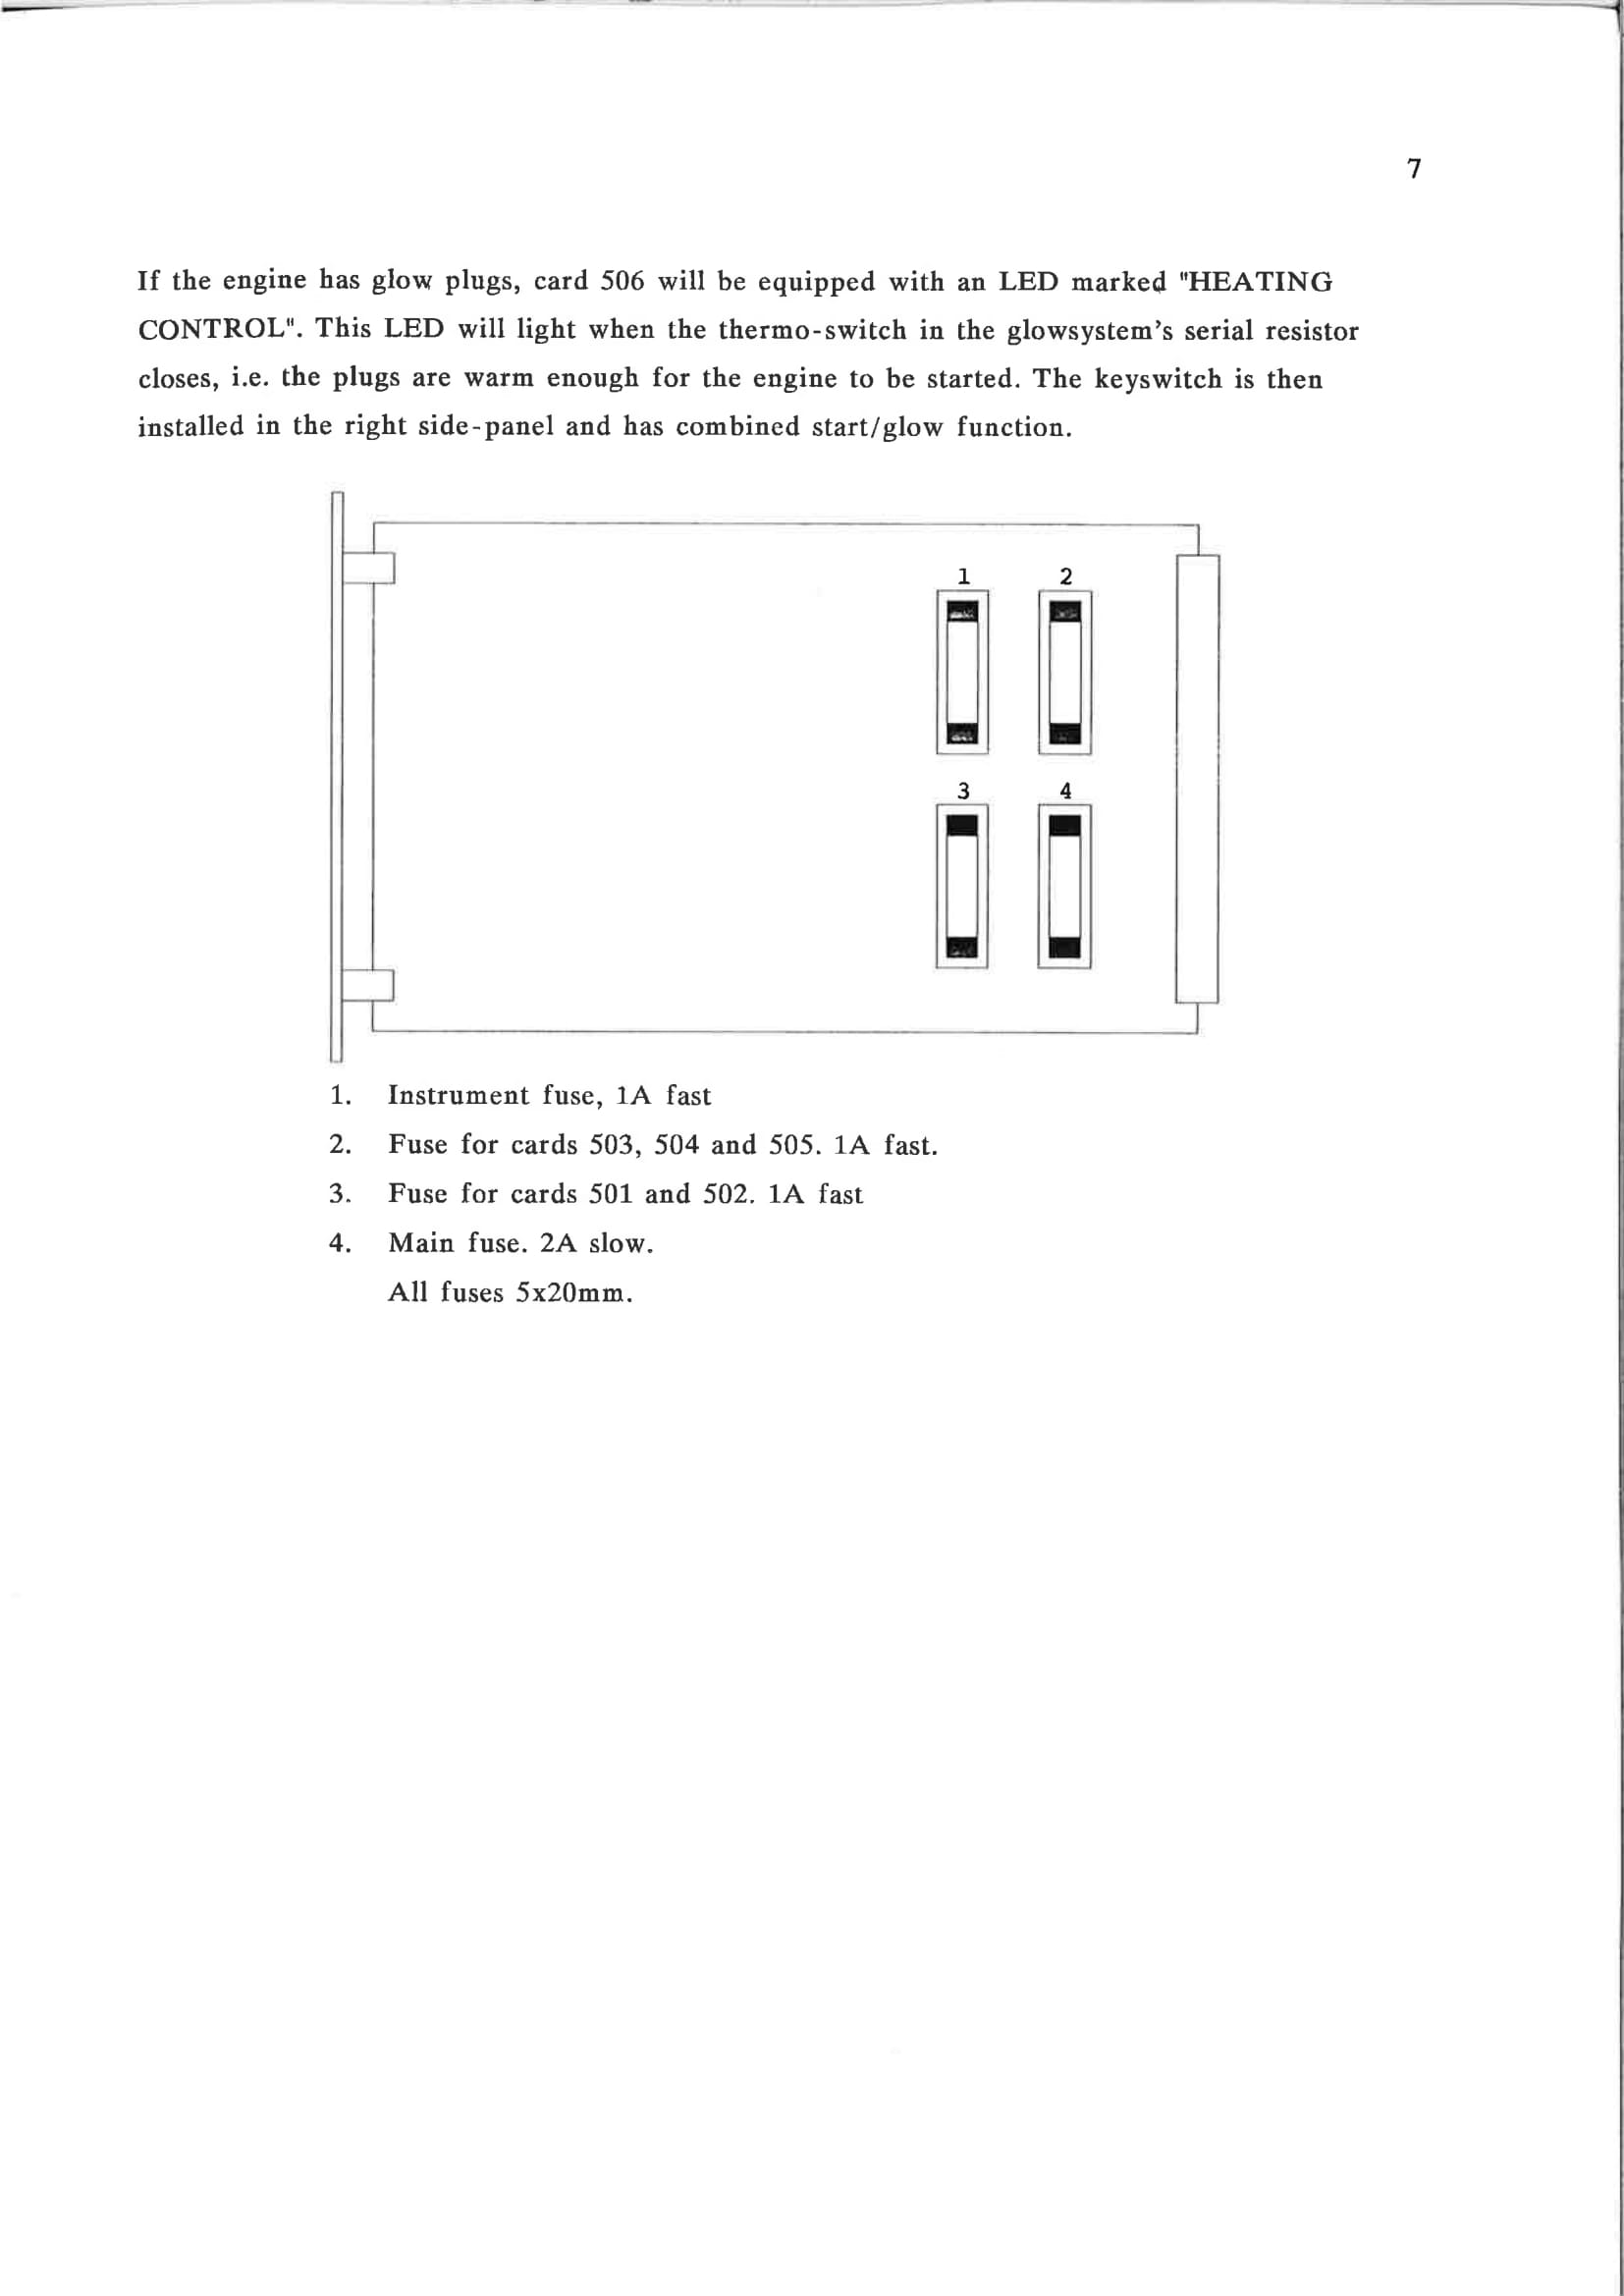 7
If the engine has glow plugs, card 506 will be equipped with an LED marked "HEATING
CONTROL". This LED will light when the thermo-switch in the glowsystem's serial resistor
closes, i.e. the plugs are warm enough for the engine to be started. The keyswitch is then
installed in the right side-panel and has combined start/glow function.
1 2
3 4
1. Instrument fuse, 1A fast
2. Fuse for cards 503, 504 and 505. 1A fast.
3. Fuse for cards 501 and 502. 1A fast
4. Main fuse. 2A slow.
All fuses 5x20mm.